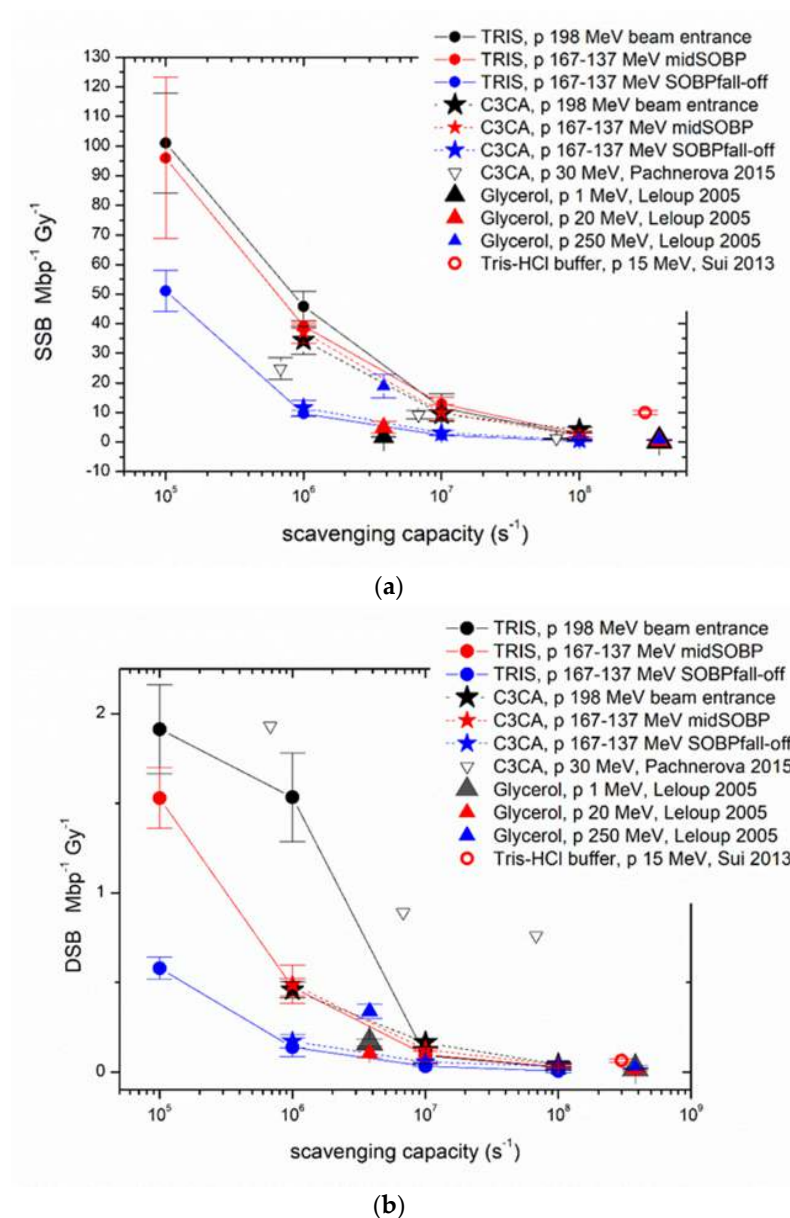 TRIS, p 198 MeV beam entrance
TRIS, p 167-137 MeV midSOBP
TRIS, p 167-137 MeV SOBPfall-off
C3CA, p 198 MeV beam entrance
C3CA, p 167-137 MeV midSOBP
C3CA, p 167-137 MeV SOBPfall-off
C3CA, p 30 MeV, Pachnerova 2015
Glycerol, p 1 MeV, Leloup 2005
Glycerol, p 20 MeV, Leloup 2005
Glycerol, p 250 MeV, Leloup 2005
Tris-HCl buffer, p 15 MeV, Sui 2013
130
120
110
100
90
80
70
60
50
40
30
20
10
0
-10
SSB Mbp⁻¹ Gy⁻¹
10⁵ 10⁶ 10⁷ 10⁸
scavenging capacity (s⁻¹)
(a)
TRIS, p 198 MeV beam entrance
TRIS, p 167-137 MeV midSOBP
TRIS, p 167-137 MeV SOBPfall-off
C3CA, p 198 MeV beam entrance
C3CA, p 167-137 MeV midSOBP
C3CA, p 167-137 MeV SOBPfall-off
C3CA, p 30 MeV, Pachnerova 2015
Glycerol, p 1 MeV, Leloup 2005
Glycerol, p 20 MeV, Leloup 2005
Glycerol, p 250 MeV, Leloup 2005
Tris-HCl buffer, p 15 MeV, Sui 2013
2
1
0
DSB Mbp⁻¹ Gy⁻¹
10⁵ 10⁶ 10⁷ 10⁸ 10⁹
scavenging capacity (s⁻¹)
(b)